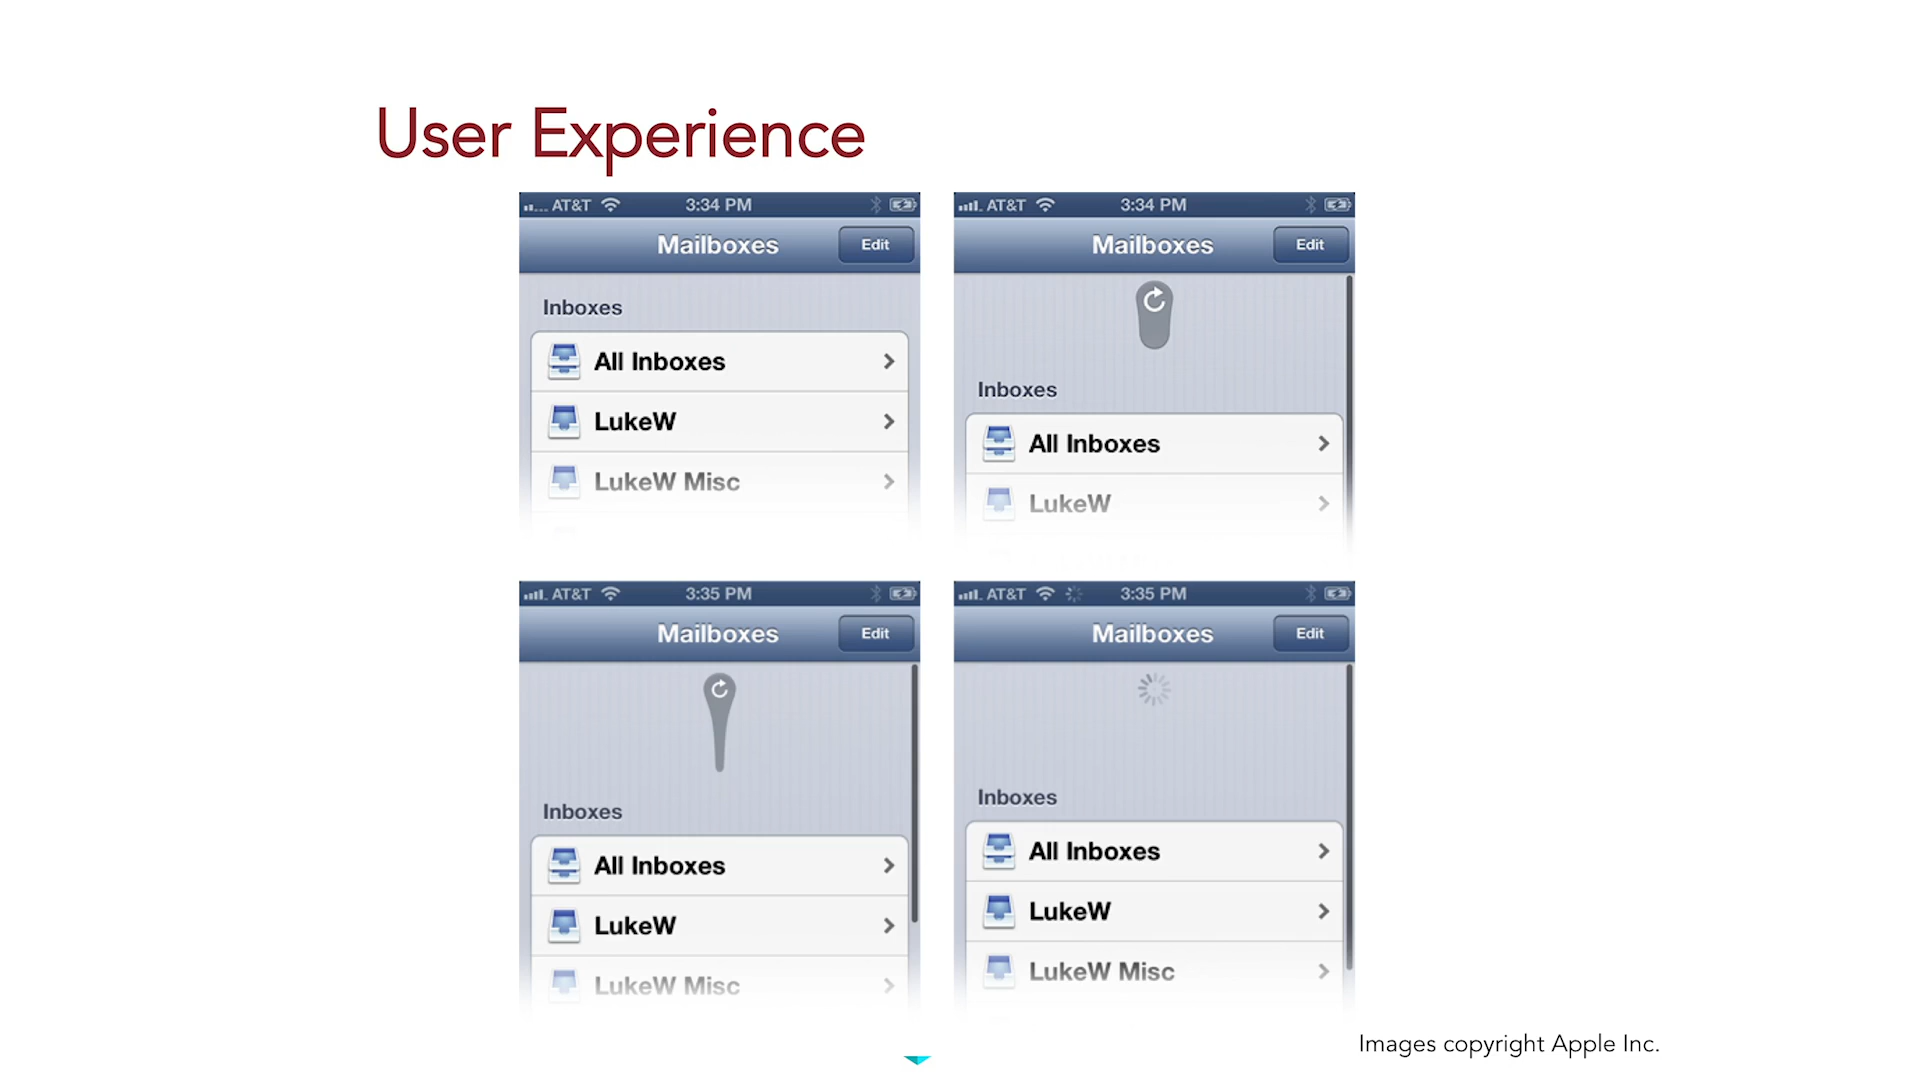 User Experience
AT&T 3:34 PM
Mailboxes Edit
Inboxes
All Inboxes
LukeW
LukeW Misc
AT&T 3:34 PM
Mailboxes Edit
Inboxes
All Inboxes
LukeW
AT&T 3:35 PM
Mailboxes Edit
Inboxes
All Inboxes
LukeW
LukeW Misc
AT&T 3:35 PM
Mailboxes Edit
Inboxes
All Inboxes
LukeW
LukeW Misc
Images copyright Apple Inc.